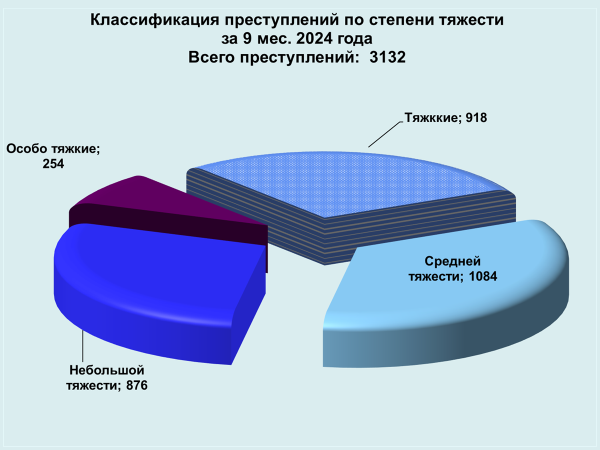 Классификация преступлений по степени тяжести
за 9 мес. 2024 года
Всего преступлений:  3132
Тяжккие; 918
Особо тяжкие;
254
Средней
тяжести; 1084
Небольшой
тяжести; 876